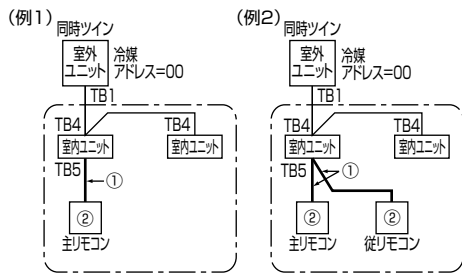 (例1)
同時ツイン
室外
ユニット
冷媒
アドレス=00
TB1
TB4
TB4
室内ユニット
室内ユニット
TB5
①
②
主リモコン
(例2)
同時ツイン
室外
ユニット
冷媒
アドレス=00
TB1
TB4
TB4
室内ユニット
室内ユニット
TB5
①
②
②
主リモコン
従リモコン